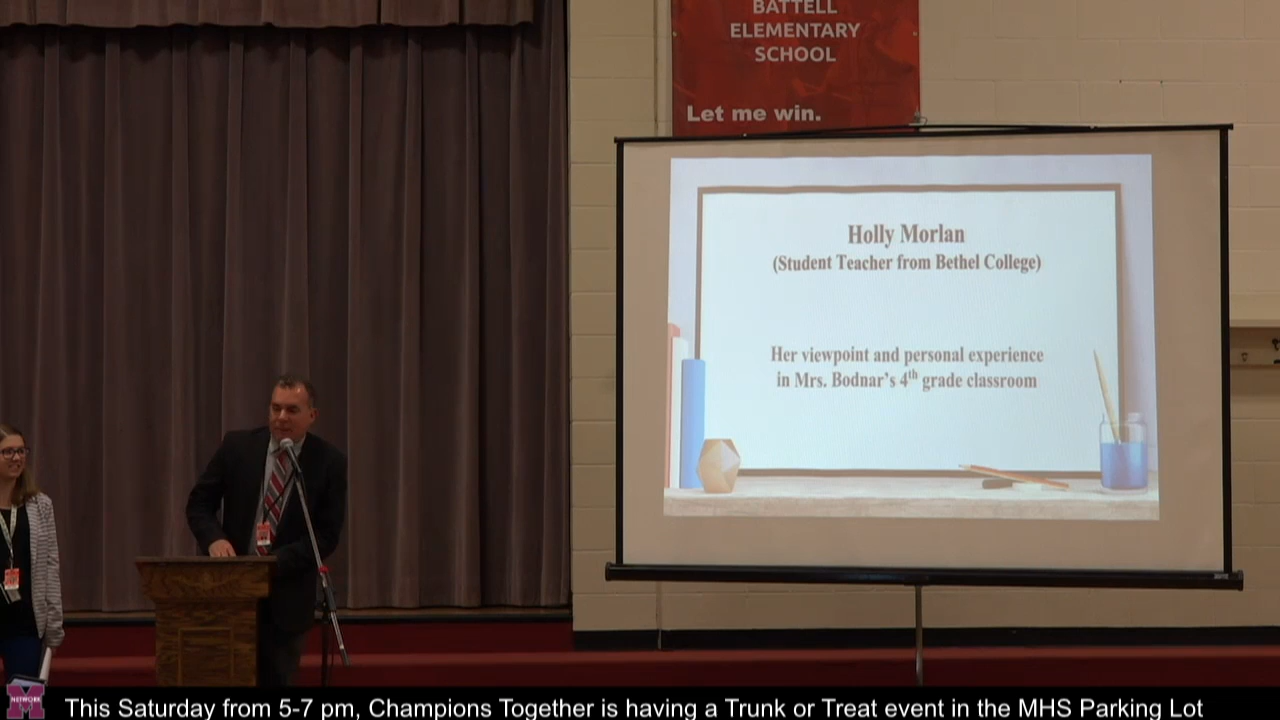 BATTELL
ELEMENTARY
SCHOOL
Let me win.
Holly Morlan
(Student Teacher from Bethel College)
Her viewpoint and personal experience
in Mrs. Bodnar's 4th grade classroom
M
NETWORK
This Saturday from 5-7 pm, Champions Together is having a Trunk or Treat event in the MHS Parking Lot